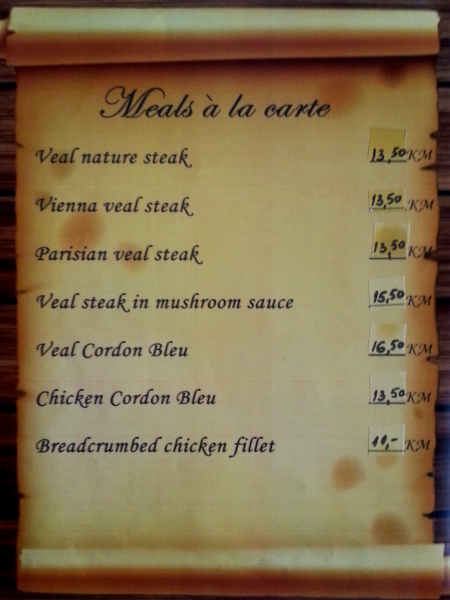 Meals à la carte
Veal nature steak 13,50 KM
Vienna veal steak 13,50 KM
Parisian veal steak 13,50 KM
Veal steak in mushroom sauce 15,50 KM
Veal Cordon Bleu 16,50 KM
Chicken Cordon Bleu 13,50 KM
Breadcrumbed chicken fillet 11,- KM